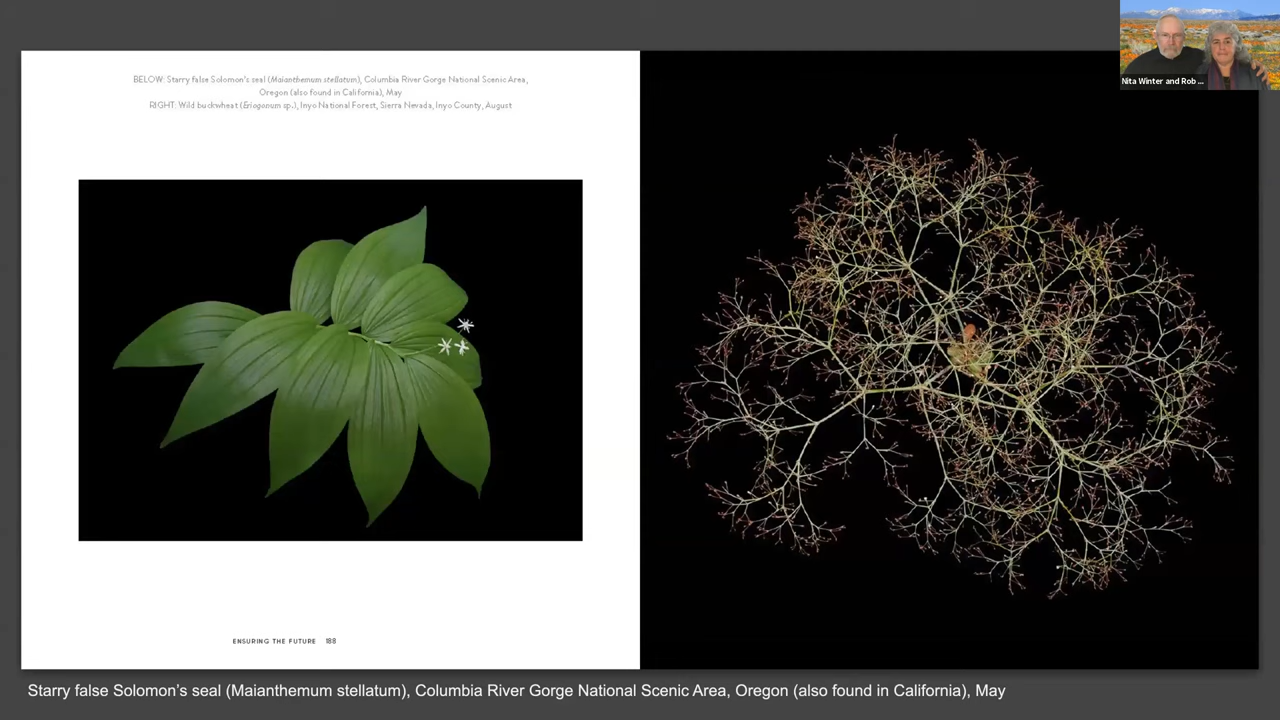 Nita Winter and Rob ...
BELOW: Starry false Solomon's seal (Maianthemum stellatum), Columbia River Gorge National Scenic Area,
Oregon (also found in California), May
RIGHT: Wild buckwheat (Eriogonum sp.), Inyo National Forest, Sierra Nevada, Inyo County, August
ENSURING THE FUTURE 188
Starry false Solomon's seal (Maianthemum stellatum), Columbia River Gorge National Scenic Area, Oregon (also found in California), May